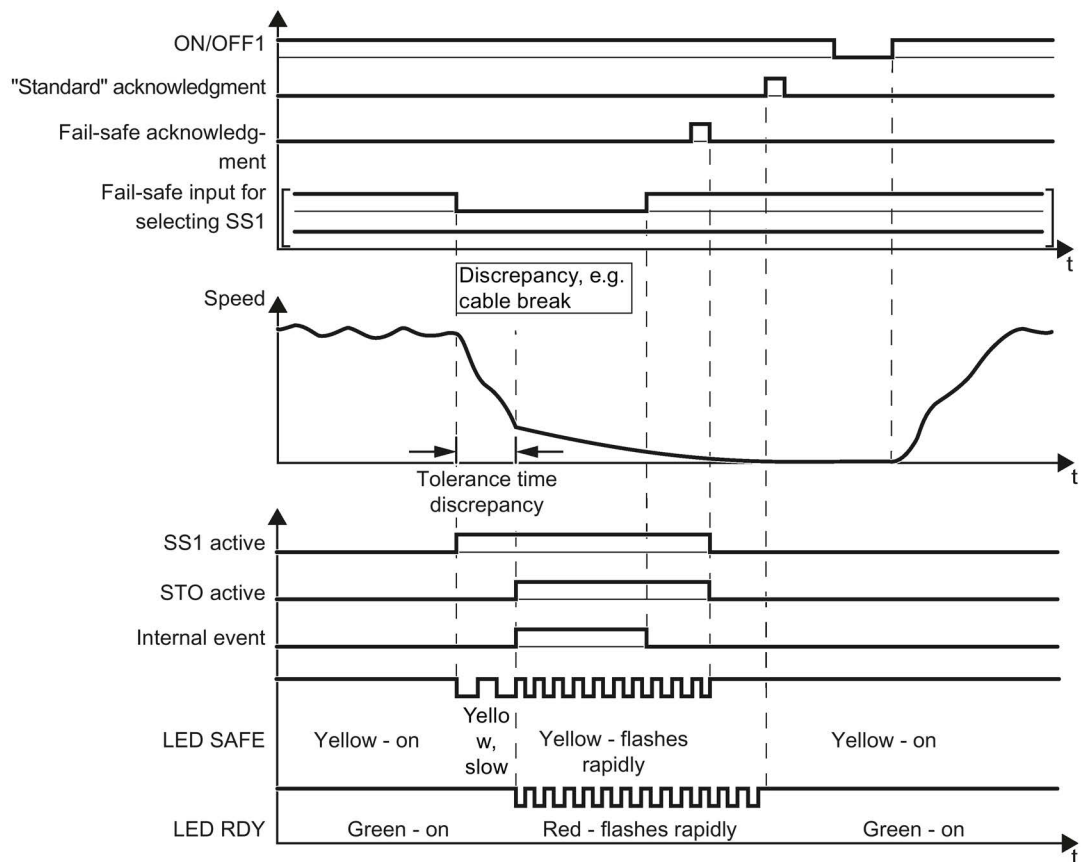 ON/OFF1
"Standard" acknowledgment
Fail-safe acknowledg-
ment
Fail-safe input for
selecting SS1
t
Discrepancy, e.g.
cable break
Speed
t
Tolerance time
discrepancy
SS1 active
STO active
Internal event
LED SAFE
Yellow - on
Yello
w,
slow
Yellow - flashes
rapidly
Yellow - on
LED RDY
Green - on
Red - flashes rapidly
Green - on
t